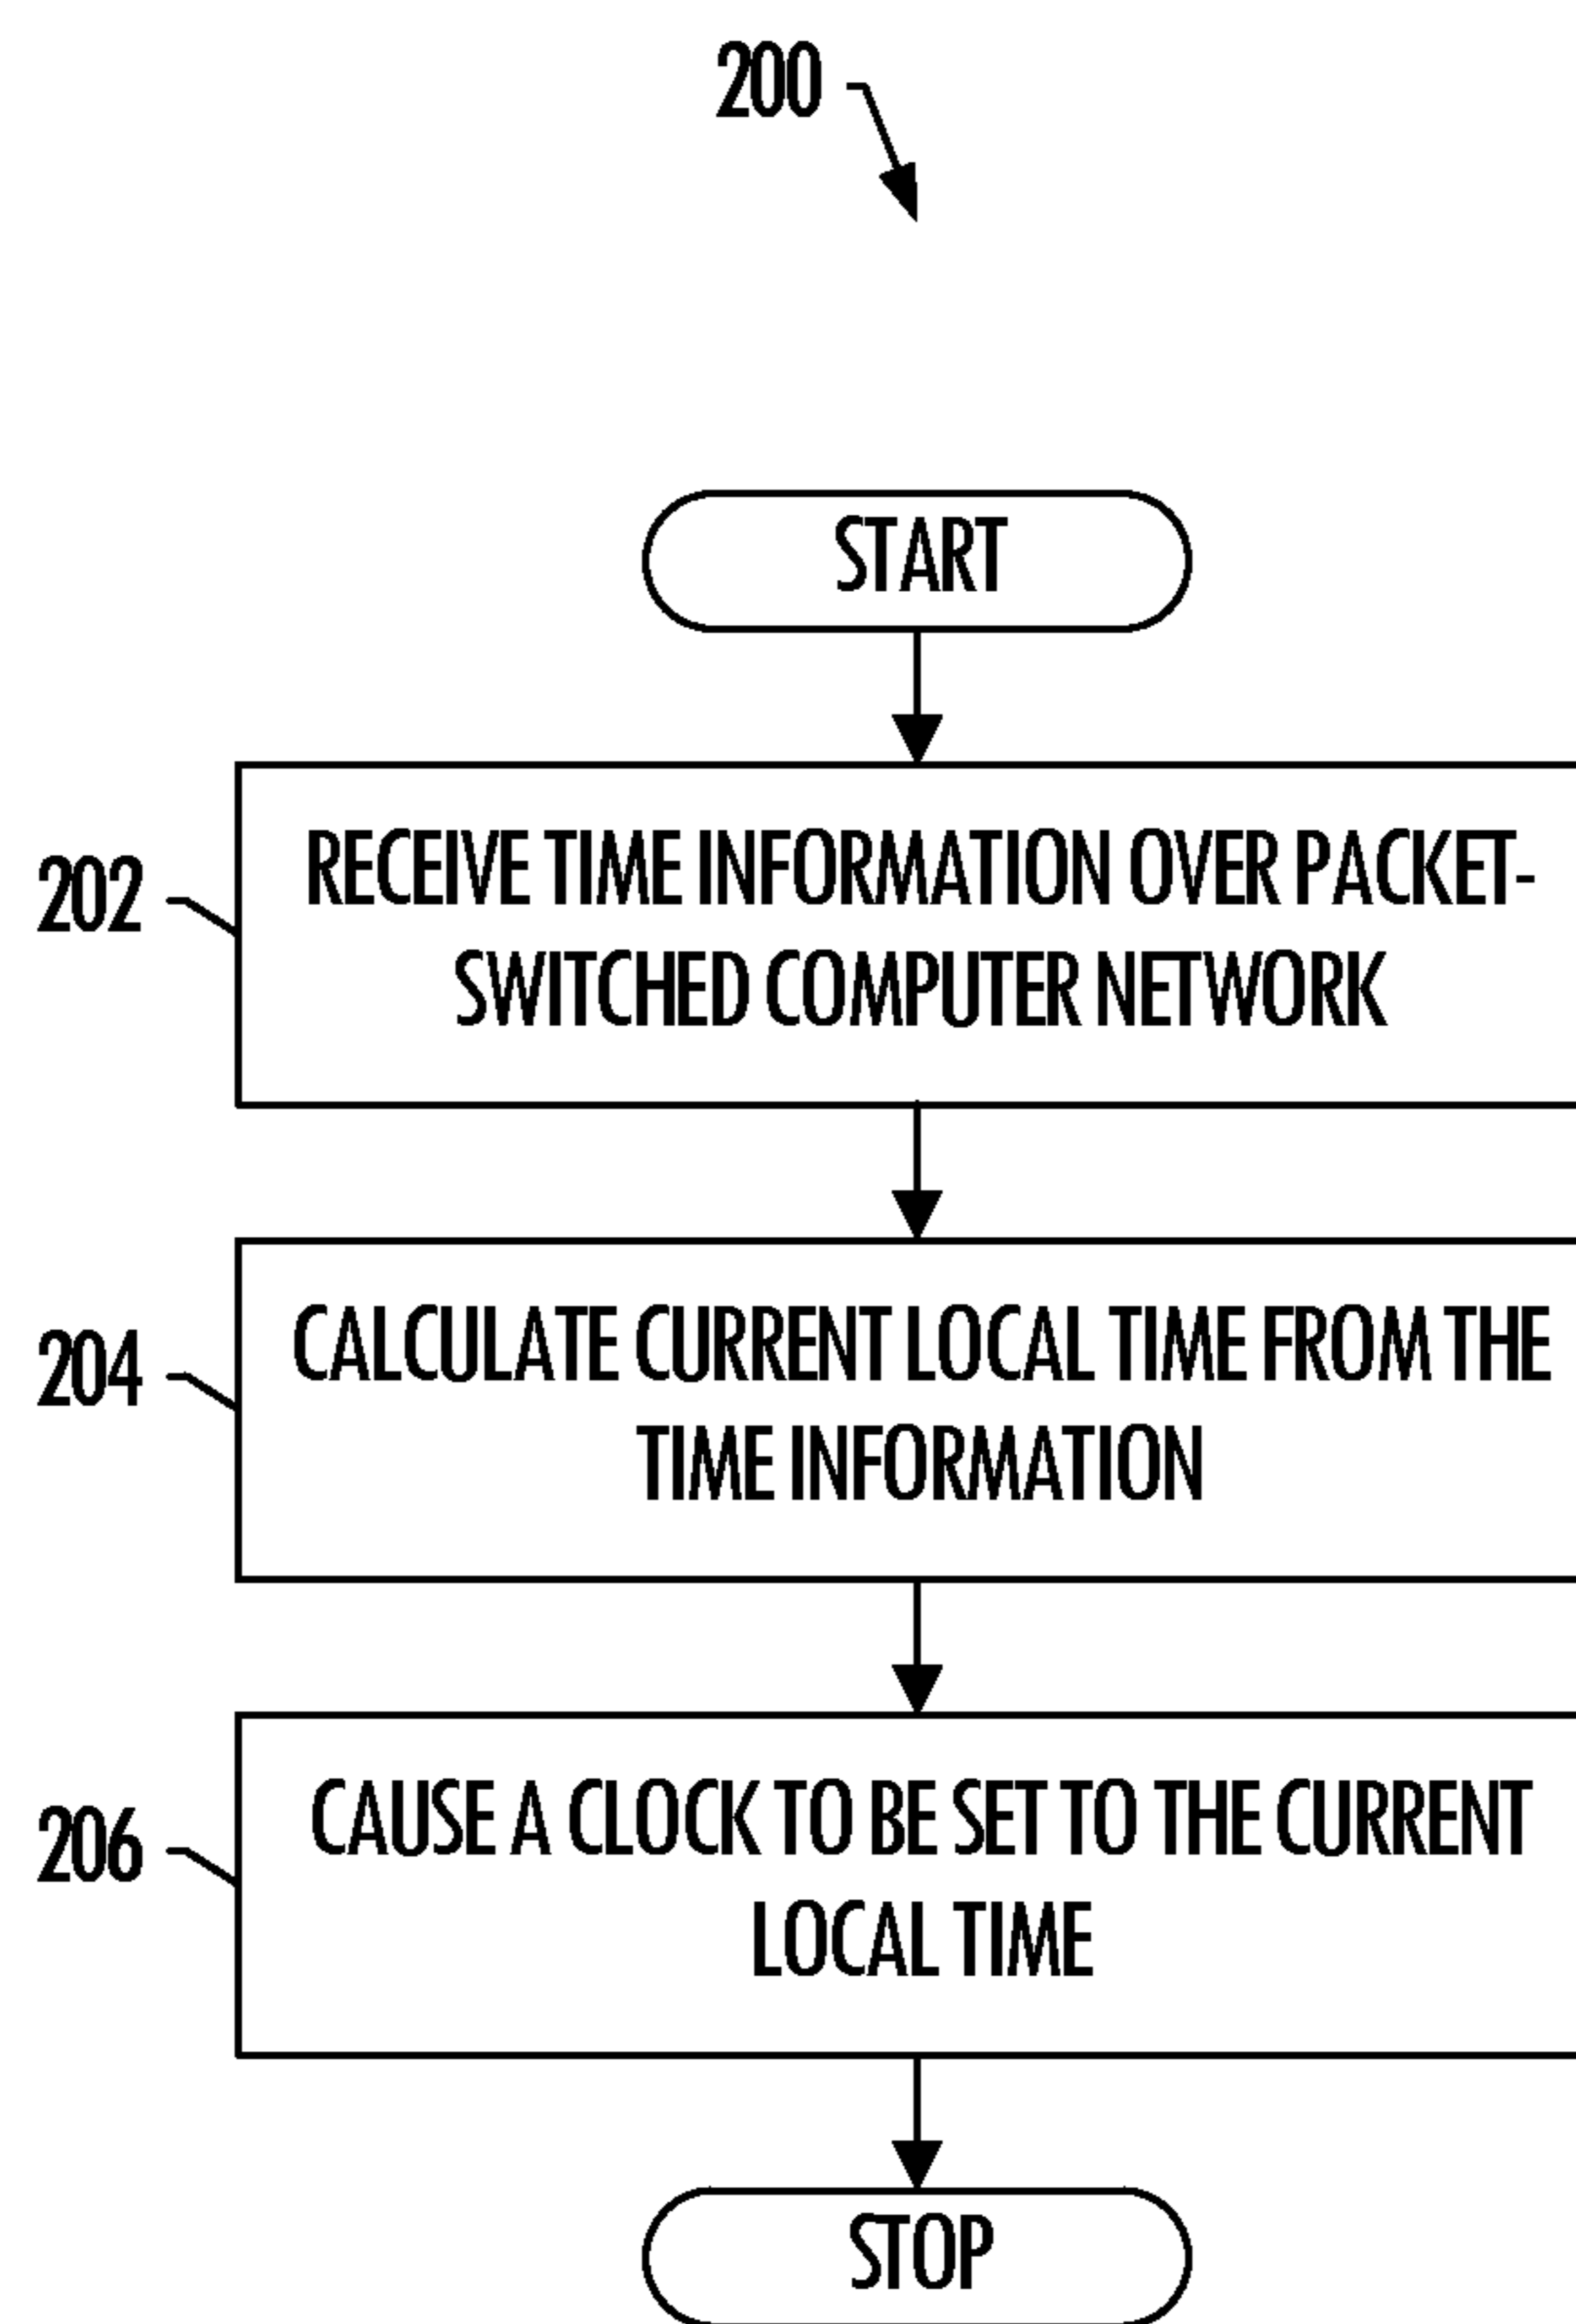 200
START
202
RECEIVE TIME INFORMATION OVER PACKET-
SWITCHED COMPUTER NETWORK
204
CALCULATE CURRENT LOCAL TIME FROM THE
TIME INFORMATION
206
CAUSE A CLOCK TO BE SET TO THE CURRENT
LOCAL TIME
STOP